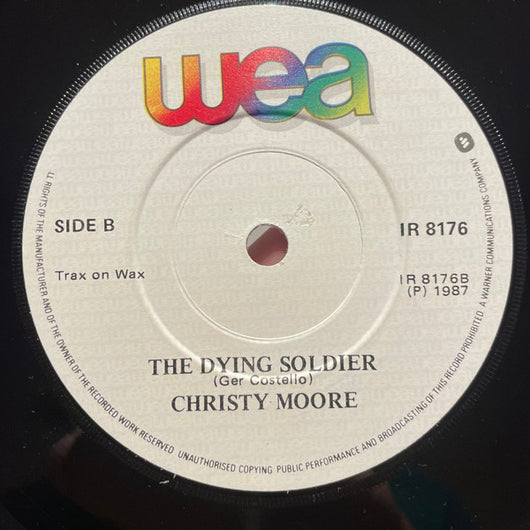 wea
SIDE B
IR 8176
Trax on Wax
IR 8176B
(P) 1987
THE DYING SOLDIER
(Ger Costello)
CHRISTY MOORE
LL RIGHTS OF THE MANUFACTURER AND OF THE OWNER OF THE RECORDED WORK RESERVED UNAUTHORISED COPYING PUBLIC PERFORMANCE AND BROADCASTING OF THIS RECORD PROHIBITED A WARNER COMMUNICATIONS COMPANY